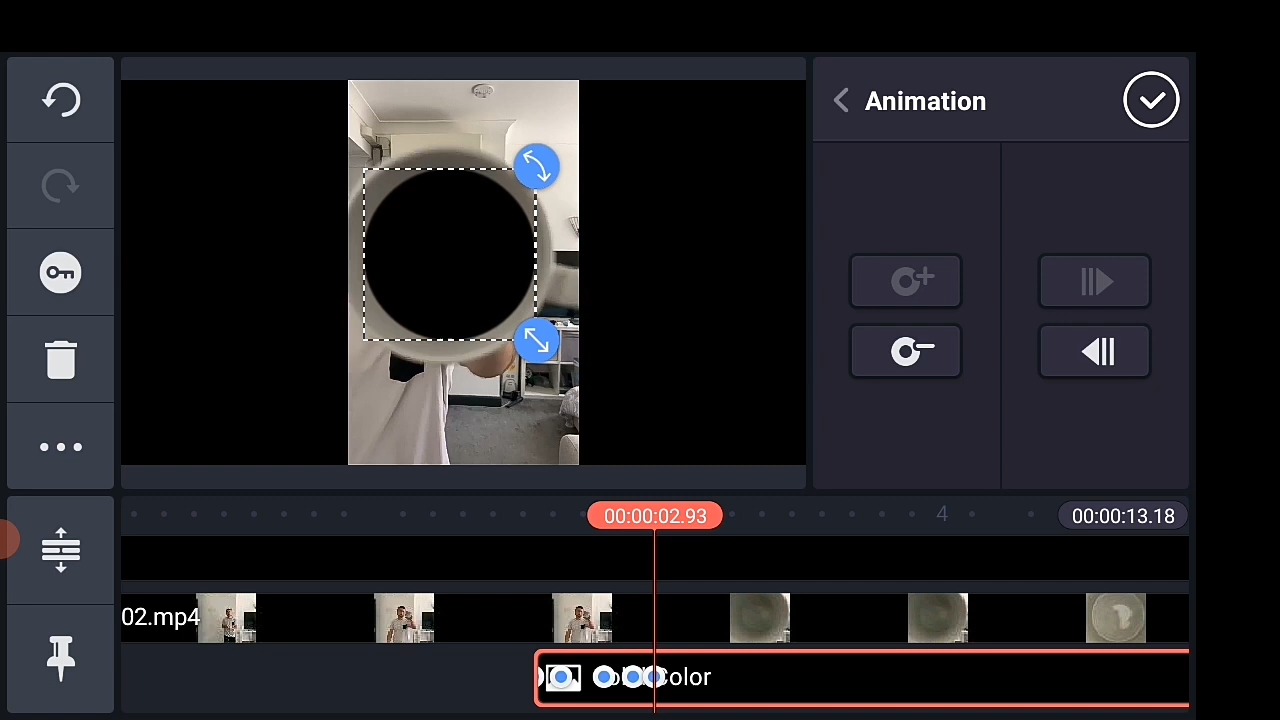 Animation
00:00:02.93
4
00:00:13.18
02.mp4
Color